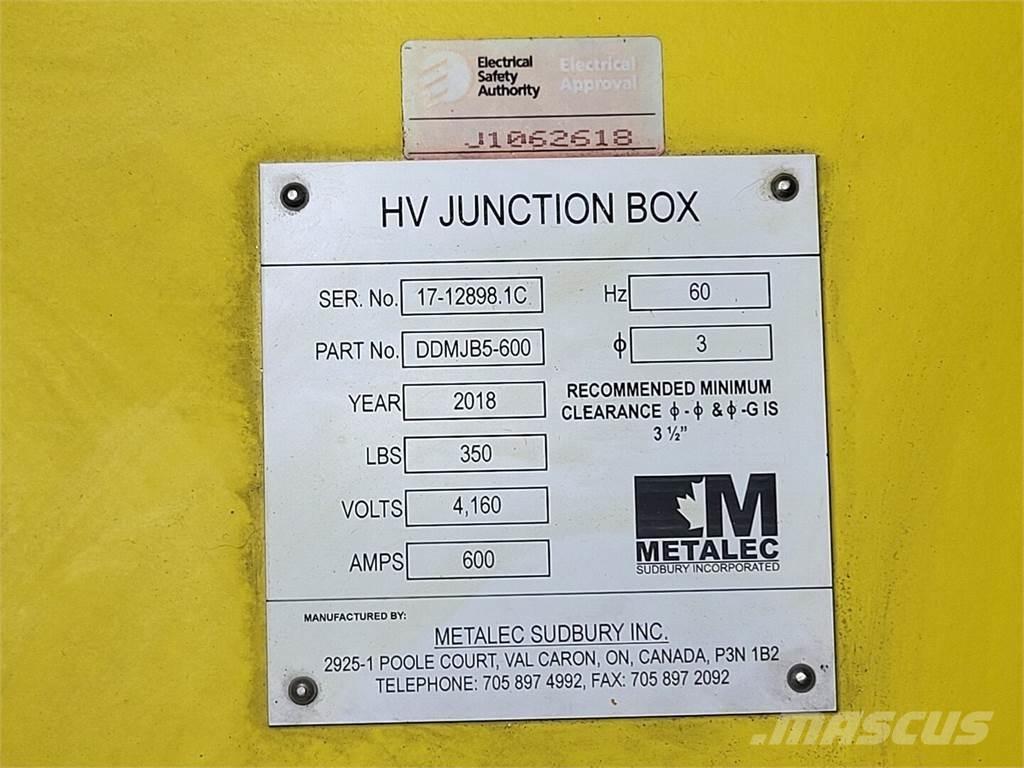 Electrical
Safety
Authority
Electrical
Approval
J1062618
HV JUNCTION BOX
SER. No. 17-12898.1C
PART No. DDMJB5-600
YEAR 2018
LBS 350
VOLTS 4,160
AMPS 600
Hz 60
ϕ 3
RECOMMENDED MINIMUM
CLEARANCE ϕ - ϕ & ϕ -G IS
3 ½"
M
METALEC
SUDBURY INCORPORATED
MANUFACTURED BY:
METALEC SUDBURY INC.
2925-1 POOLE COURT, VAL CARON, ON, CANADA, P3N 1B2
TELEPHONE: 705 897 4992, FAX: 705 897 2092
MASCUS